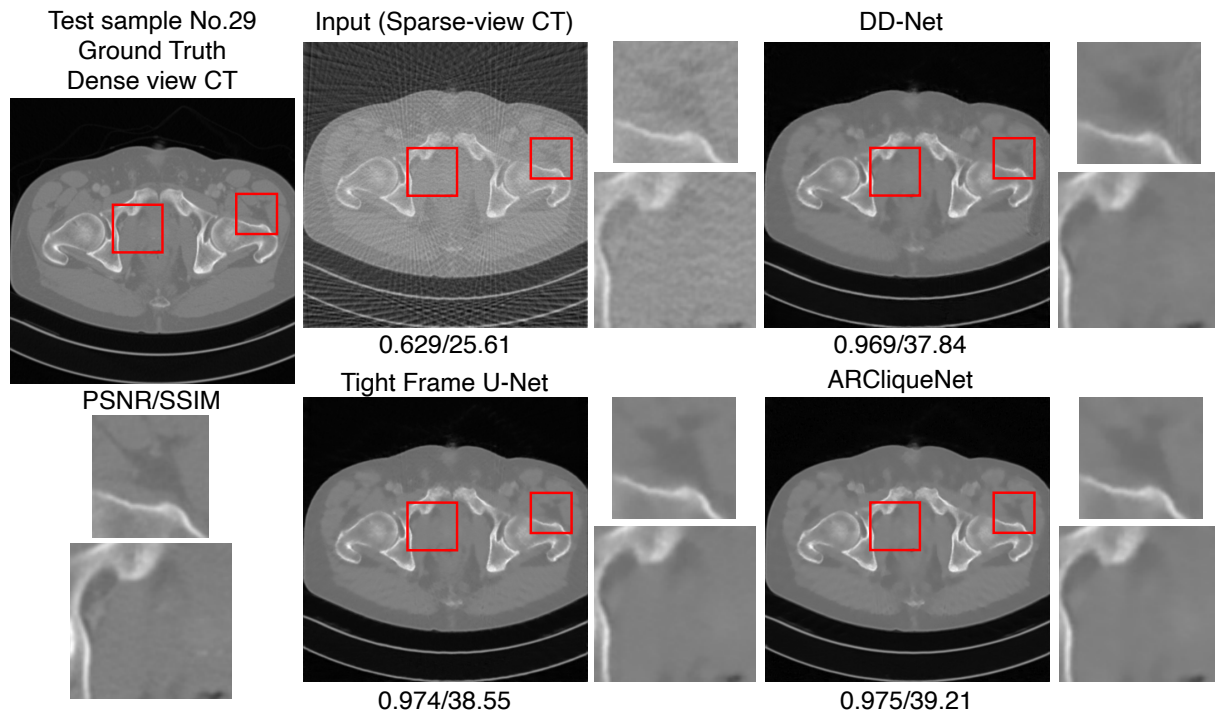 Test sample No.29
Ground Truth
Dense view CT
PSNR/SSIM
Input (Sparse-view CT)
0.629/25.61
DD-Net
0.969/37.84
Tight Frame U-Net
0.974/38.55
ARCliqueNet
0.975/39.21